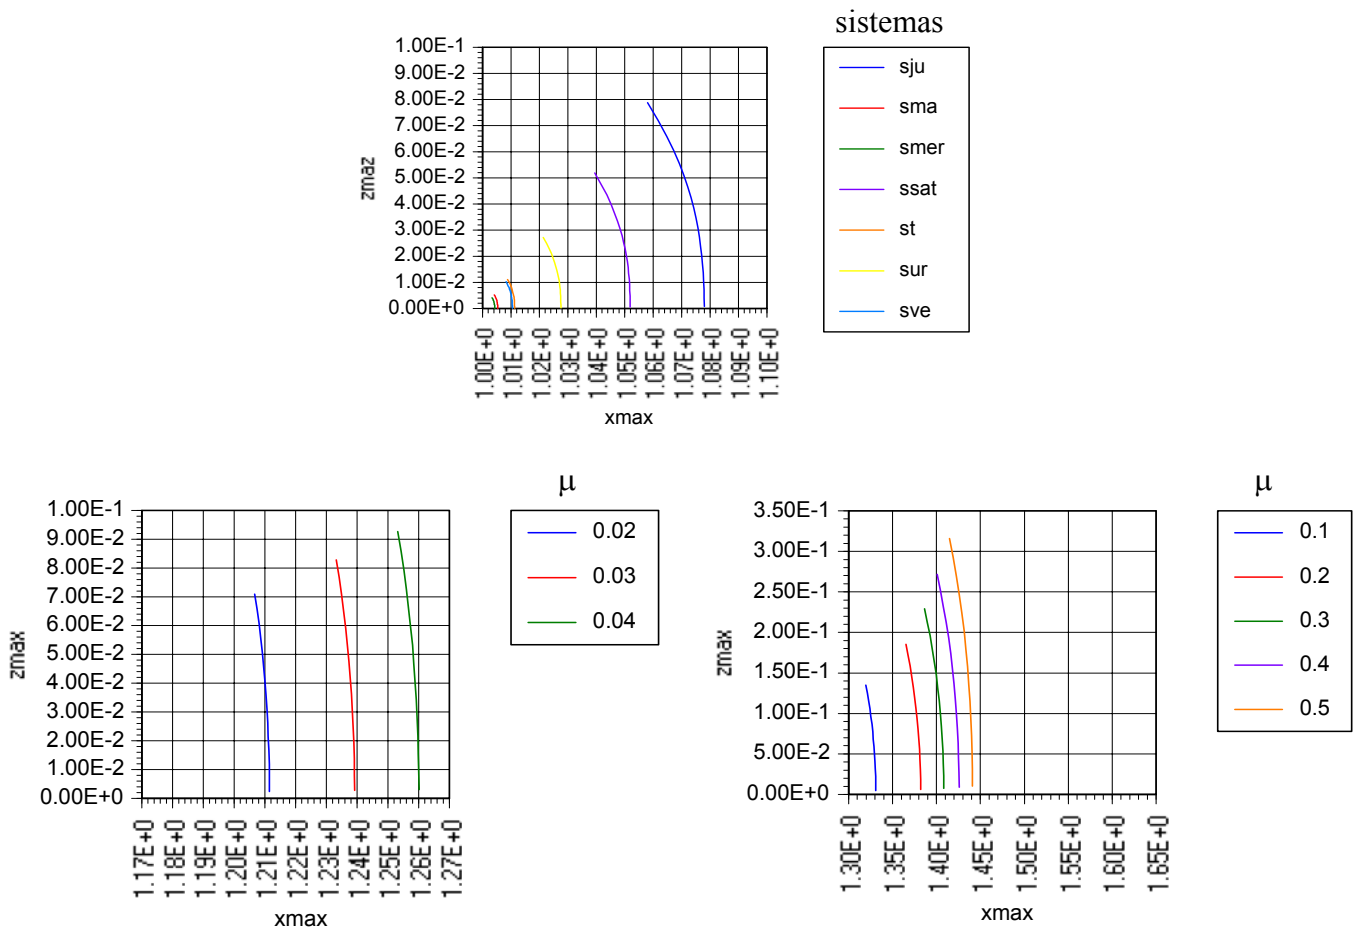 sistemas
1.00E-1
9.00E-2
8.00E-2
7.00E-2
6.00E-2
5.00E-2
4.00E-2
3.00E-2
2.00E-2
1.00E-2
0.00E+0
zmaz
1.00E+0
1.01E+0
1.02E+0
1.03E+0
1.04E+0
1.05E+0
1.06E+0
1.07E+0
1.08E+0
1.09E+0
1.10E+0
xmax
sju
sma
smer
ssat
st
sur
sve
μ
1.00E-1
9.00E-2
8.00E-2
7.00E-2
6.00E-2
5.00E-2
4.00E-2
3.00E-2
2.00E-2
1.00E-2
0.00E+0
zmax
1.17E+0
1.18E+0
1.19E+0
1.20E+0
1.21E+0
1.22E+0
1.23E+0
1.24E+0
1.25E+0
1.26E+0
1.27E+0
xmax
0.02
0.03
0.04
μ
3.50E-1
3.00E-1
2.50E-1
2.00E-1
1.50E-1
1.00E-1
5.00E-2
0.00E+0
zmax
1.30E+0
1.35E+0
1.40E+0
1.45E+0
1.50E+0
1.55E+0
1.60E+0
1.65E+0
xmax
0.1
0.2
0.3
0.4
0.5